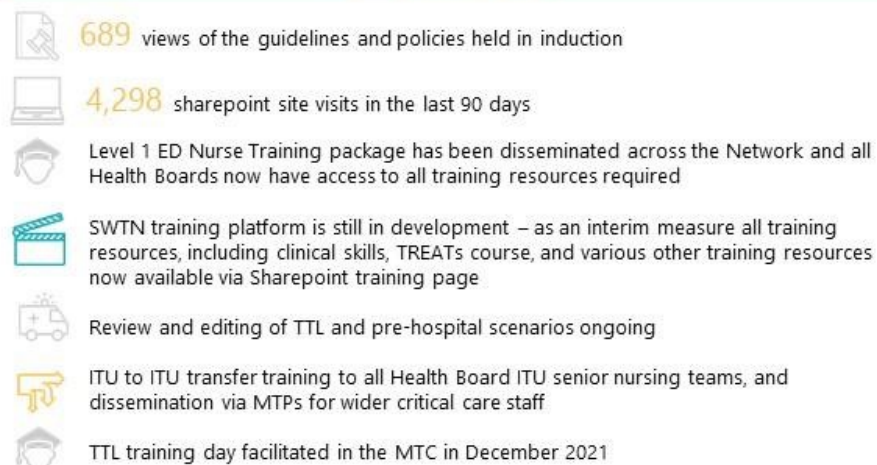 689 views of the guidelines and policies held in induction
4,298 sharepoint site visits in the last 90 days
Level 1 ED Nurse Training package has been disseminated across the Network and all
Health Boards now have access to all training resources required
SWTN training platform is still in development – as an interim measure all training
resources, including clinical skills, TREATs course, and various other training resources
now available via Sharepoint training page
Review and editing of TTL and pre-hospital scenarios ongoing
ITU to ITU transfer training to all Health Board ITU senior nursing teams, and
dissemination via MTPs for wider critical care staff
TTL training day facilitated in the MTC in December 2021